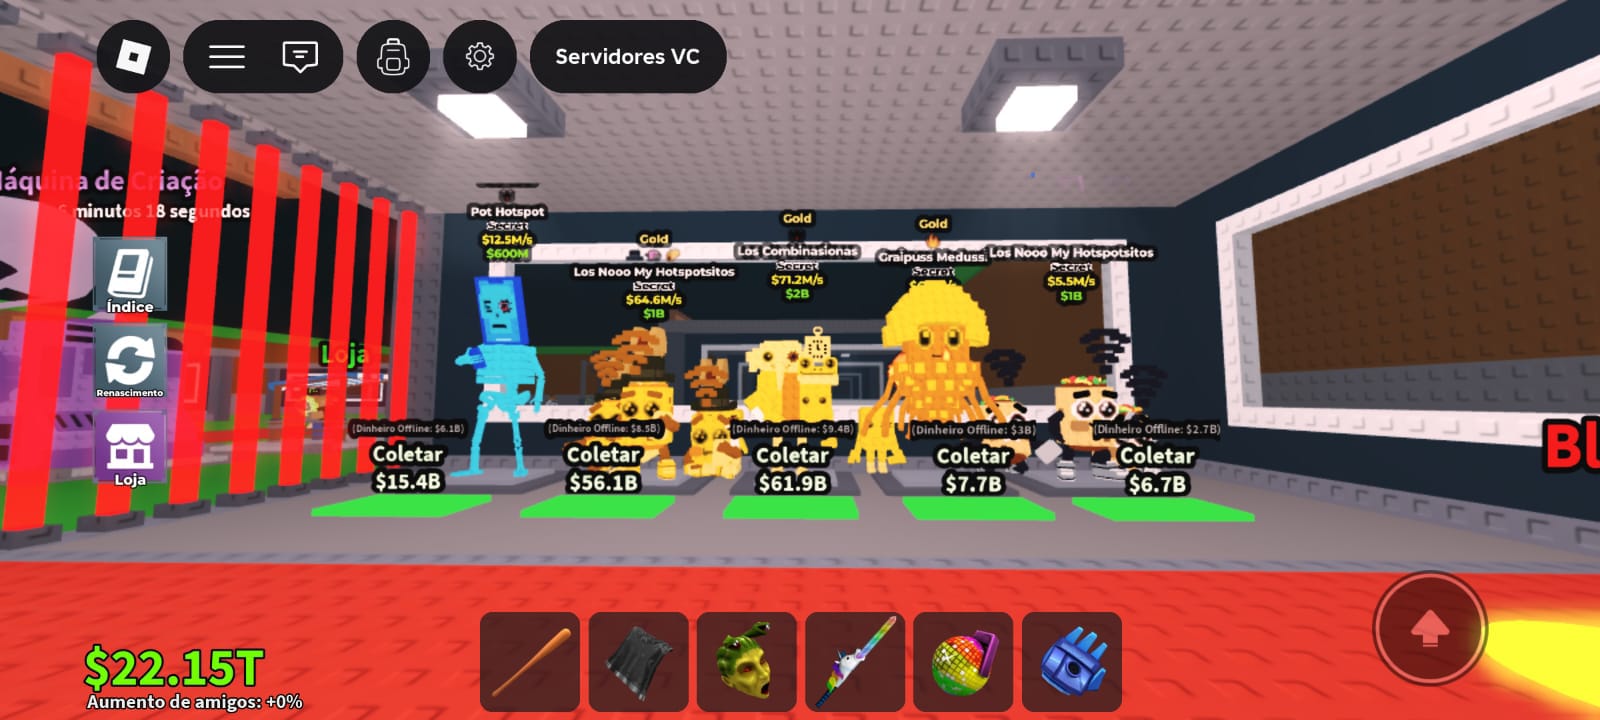 Servidores VC
Máquina de Criação
6 minutos 18 segundos
Índice
Renascimento
Loja
Loja
Pot Hotspot
Secret
$12.5M/s
$600M
Gold
Los Nooo My Hotspotsitos
Secret
$64.6M/s
$1B
Gold
Los Combinasionas
Secret
$71.2M/s
$2B
Gold
Graipuss Meduss
Secret
Los Nooo My Hotspotsitos
Secret
$5.5M/s
$1B
(Dinheiro Offline: $6.1B)
Coletar
$15.4B
(Dinheiro Offline: $8.5B)
Coletar
$56.1B
(Dinheiro Offline: $9.4B)
Coletar
$61.9B
(Dinheiro Offline: $3B)
Coletar
$7.7B
(Dinheiro Offline: $2.7B)
Coletar
$6.7B
Bl
$22.15T
Aumento de amigos: +0%